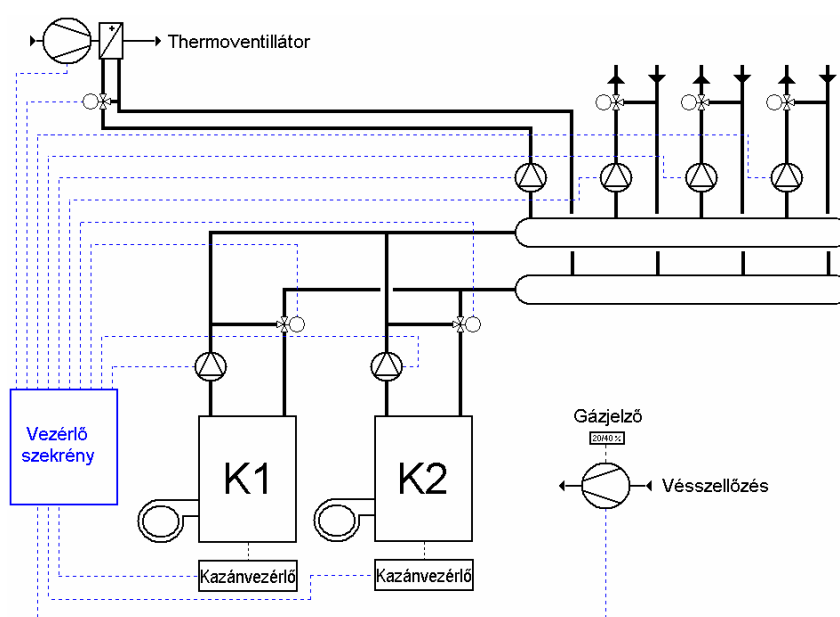 Thermoventillátor
Vezérlő
szekrény
K1
K2
Gázjelző
20/40 %
Vésszellőzés
Kazánvezérlő
Kazánvezérlő